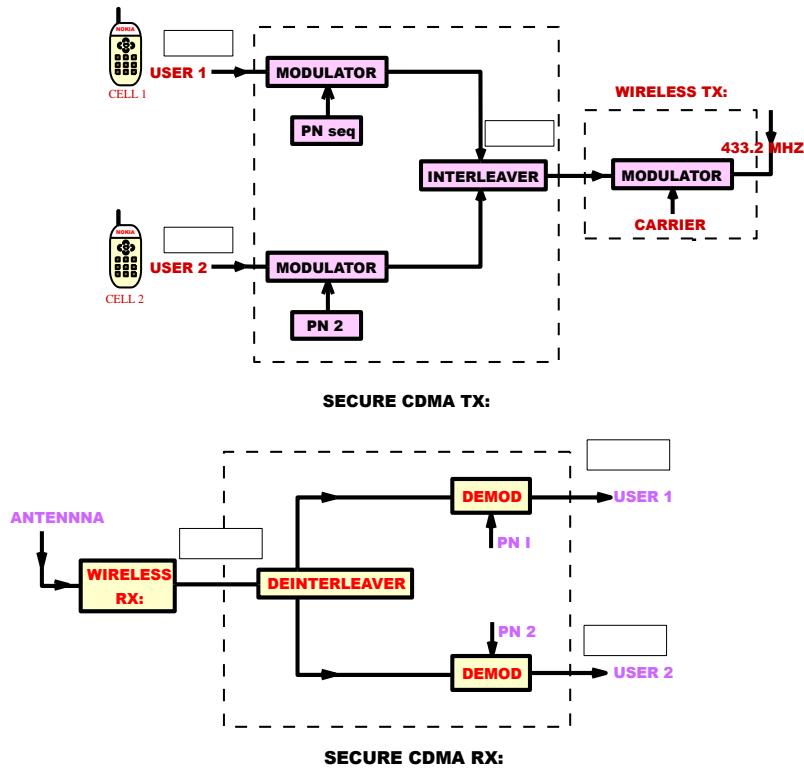 NOKIA
CELL 1
USER 1
MODULATOR
PN seq
INTERLEAVER
WIRELESS TX:
433.2 MHZ
MODULATOR
CARRIER
NOKIA
CELL 2
USER 2
MODULATOR
PN 2
SECURE CDMA TX:
ANTENNNA
WIRELESS
RX:
DEINTERLEAVER
DEMOD
USER 1
PN I
PN 2
DEMOD
USER 2
SECURE CDMA RX: